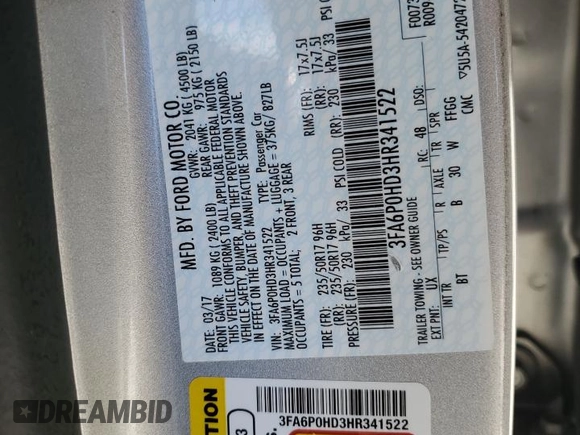 MFD. BY FORD MOTOR CO.
DATE: 03/17 GVWR: 2041 KG ( 4500 LB)
FRONT GAWR: 1089 KG ( 2400 LB) REAR GAWR: 975 KG ( 2150 LB)
THIS VEHICLE CONFORMS TO ALL APPLICABLE FEDERAL MOTOR
VEHICLE SAFETY, BUMPER, AND THEFT PREVENTION STANDARDS
IN EFFECT ON THE DATE OF MANUFACTURE SHOWN ABOVE.
VIN: 3FA6P0HD3HR341522 TYPE: Passenger Car
MAXIMUM LOAD = OCCUPANTS + LUGGAGE = 375KG/ 827LB
OCCUPANTS = 5 TOTAL; 2 FRONT, 3 REAR
TIRE (FR): 235/50R17 96H RIMS (FR): 17x7.5J
(RR): 235/50R17 96H (RR): 17x7.5J
PRESSURE (FR): 230 kPa/ 33 PSI COLD (RR): 230 kPa/ 33 PSI
3FA6P0HD3HR341522
F0073
R009
TRAILER TOWING - SEE OWNER GUIDE
EXT PNT: UX RC: 48 DSO:
INT TR TP/PS R AXLE TR SPR
BT B 30 W FFGG
CMC
▽5U5A-5420472
3FA6P0HD3HR341522
DREAMBID